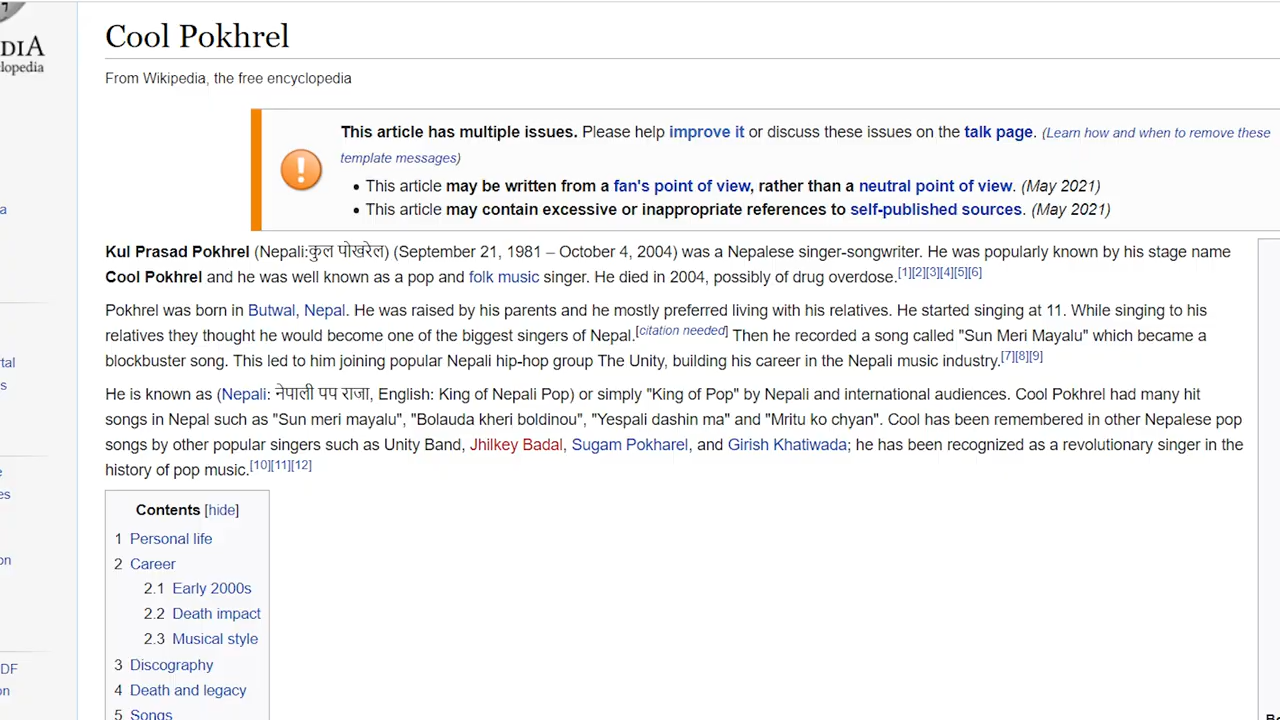 DIA
Cool Pokhrel
lopedia
From Wikipedia, the free encyclopedia
This article has multiple issues. Please help improve it or discuss these issues on the talk page. (Learn how and when to remove these
template messages)
• This article may be written from a fan's point of view, rather than a neutral point of view. (May 2021)
• This article may contain excessive or inappropriate references to self-published sources. (May 2021)
Kul Prasad Pokhrel (Nepali:कुल पोखरेल) (September 21, 1981 – October 4, 2004) was a Nepalese singer-songwriter. He was popularly known by his stage name
Cool Pokhrel and he was well known as a pop and folk music singer. He died in 2004, possibly of drug overdose.[1][2][3][4][5][6]
Pokhrel was born in Butwal, Nepal. He was raised by his parents and he mostly preferred living with his relatives. He started singing at 11. While singing to his
relatives they thought he would become one of the biggest singers of Nepal.[citation needed] Then he recorded a song called "Sun Meri Mayalu" which became a
blockbuster song. This led to him joining popular Nepali hip-hop group The Unity, building his career in the Nepali music industry.[7][8][9]
He is known as (Nepali: नेपाली पप राजा, English: King of Nepali Pop) or simply "King of Pop" by Nepali and international audiences. Cool Pokhrel had many hit
songs in Nepal such as "Sun meri mayalu", "Bolauda kheri boldinou", "Yespali dashin ma" and "Mritu ko chyan". Cool has been remembered in other Nepalese pop
songs by other popular singers such as Unity Band, Jhilkey Badal, Sugam Pokharel, and Girish Khatiwada; he has been recognized as a revolutionary singer in the
history of pop music.[10][11][12]
Contents [hide]
1 Personal life
2 Career
2.1 Early 2000s
2.2 Death impact
2.3 Musical style
3 Discography
4 Death and legacy
5 Songs